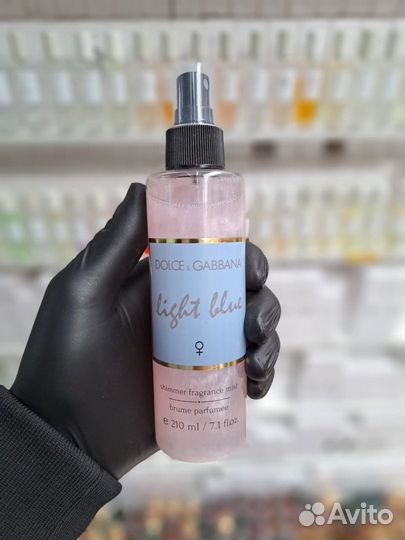 DOLCE & GABBANA
light blue
♀
shimmer fragrance mist
brume parfumée
e 210 ml / 7.1 fl.oz.
Avito